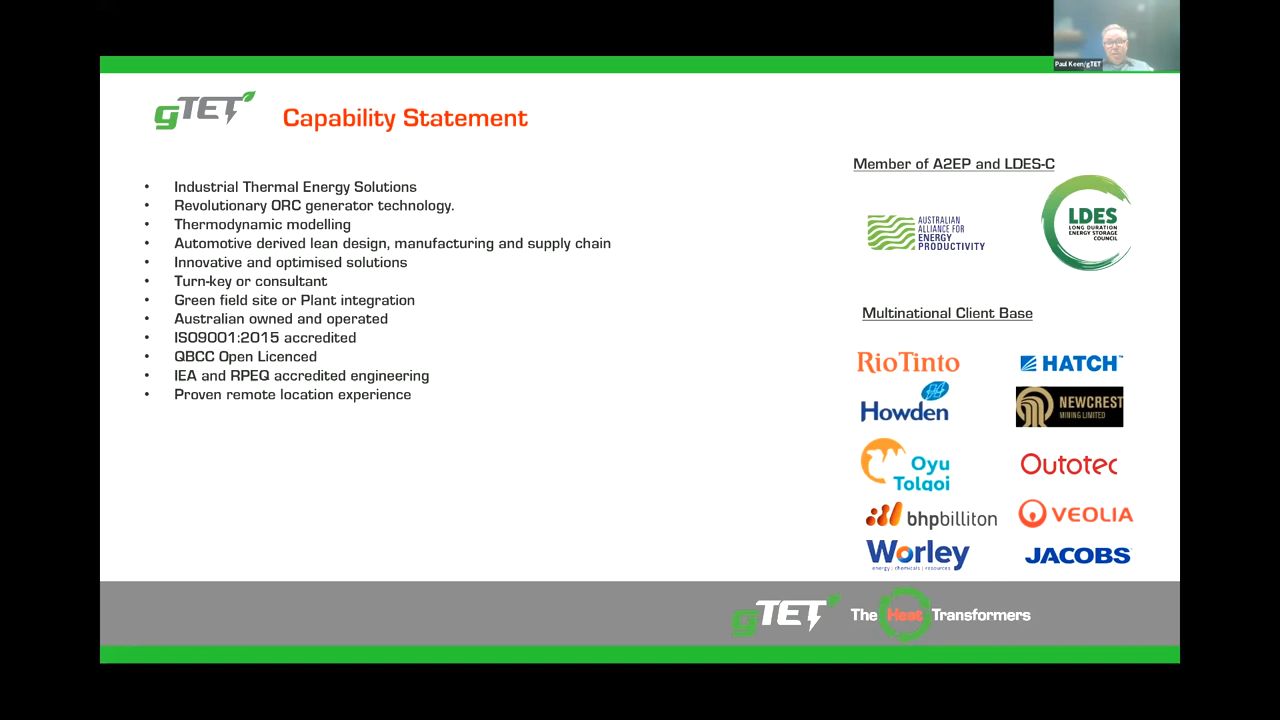 Paul Keen/gTET
gTET
Capability Statement
• Industrial Thermal Energy Solutions
• Revolutionary ORC generator technology.
• Thermodynamic modelling
• Automotive derived lean design, manufacturing and supply chain
• Innovative and optimised solutions
• Turn-key or consultant
• Green field site or Plant integration
• Australian owned and operated
• ISO9001:2015 accredited
• QBCC Open Licenced
• IEA and RPEQ accredited engineering
• Proven remote location experience
Member of A2EP and LDES-C
AUSTRALIAN
ALLIANCE FOR
ENERGY
PRODUCTIVITY
LDES
LONG DURATION
ENERGY STORAGE
COUNCIL
Multinational Client Base
RioTinto
HATCH™
Howden
NEWCREST
MINING LIMITED
Oyu
Tolgoi
Outotec
bhpbilliton
VEOLIA
Worley
energy | chemicals | resources
JACOBS
gTET The Heat Transformers